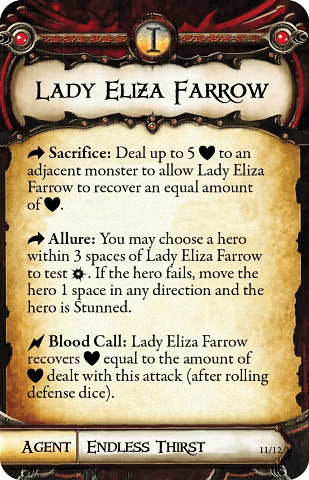 I
Lady Eliza Farrow
Sacrifice: Deal up to 5 ♥ to an
adjacent monster to allow Lady Eliza
Farrow to recover an equal amount
of ♥.
Allure: You may choose a hero
within 3 spaces of Lady Eliza Farrow
to test . If the hero fails, move the
hero 1 space in any direction and the
hero is Stunned.
Blood Call: Lady Eliza Farrow
recovers ♥ equal to the amount of
♥ dealt with this attack (after rolling
defense dice).
Agent Endless Thirst 11/12